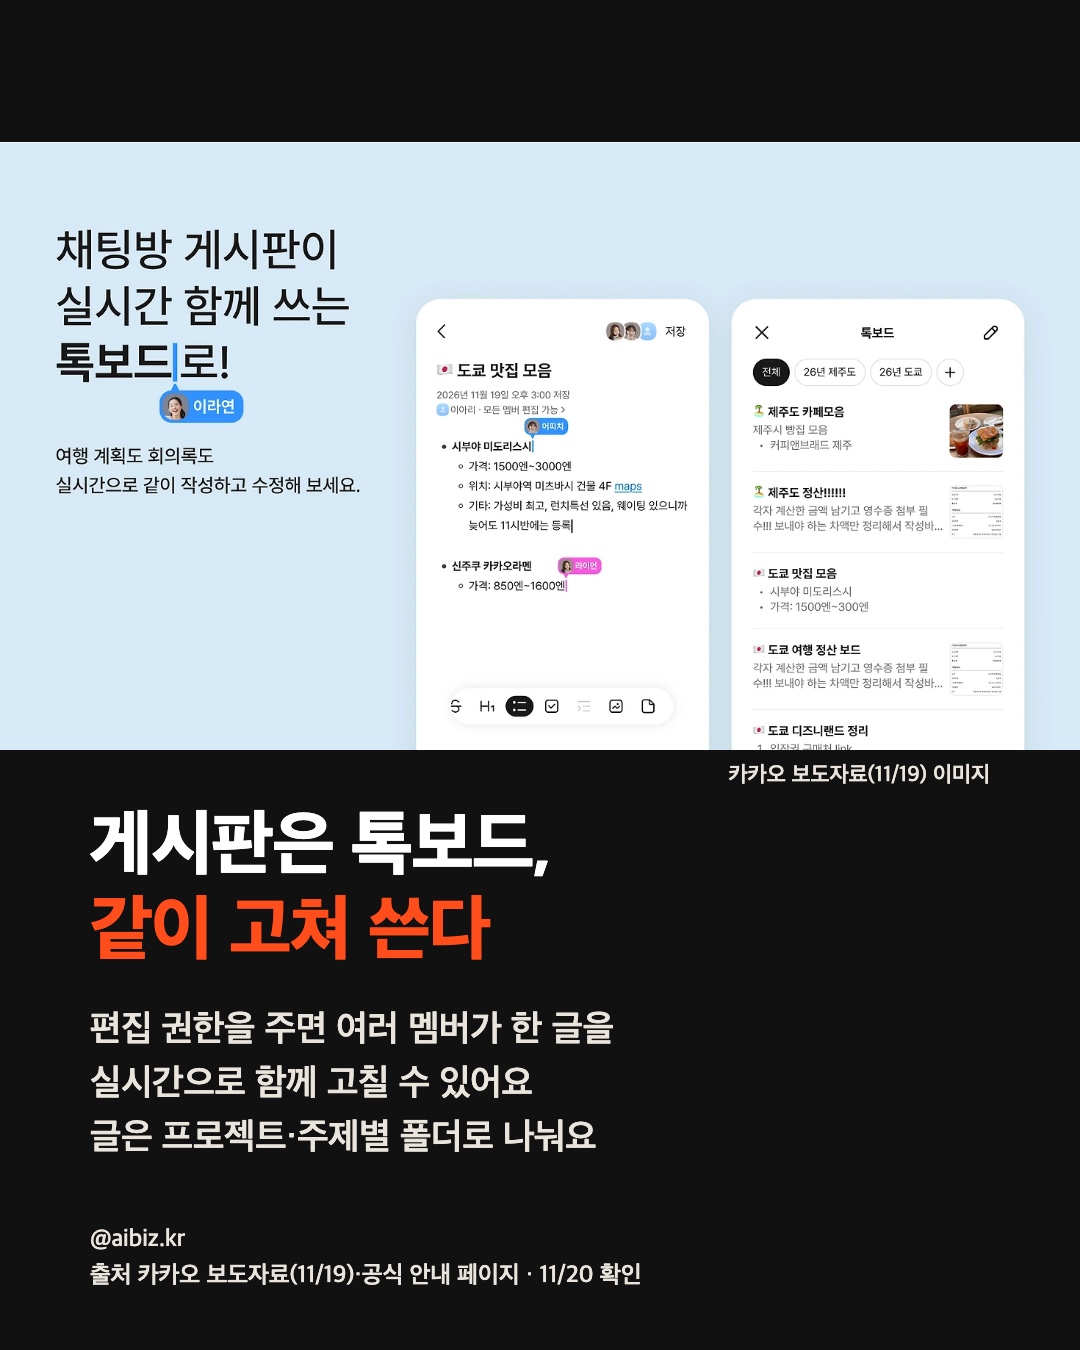 채팅방 게시판이
실시간 함께 쓰는
톡보드로!
이라연
여행 계획도 회의록도
실시간으로 같이 작성하고 수정해 보세요.
저장
🇯🇵 도쿄 맛집 모음
2026년 11월 19일 오후 3:00 저장
이아리 · 모든 멤버 편집 가능 >
어피치
• 시부야 미도리스시
◦ 가격: 1500엔~3000엔
◦ 위치: 시부야역 미츠바시 건물 4F maps
◦ 기타: 가성비 최고, 런치특선 있음, 웨이팅 있으니까
늦어도 11시반에는 등록
• 신주쿠 카카오라멘
라이언
◦ 가격: 850엔~1600엔
S H1
톡보드
전체 26년 제주도 26년 도쿄 +
🏝️ 제주도 카페모음
제주시 빵집 모음
• 커피앤브래드 제주
🏝️ 제주도 정산!!!!!!
각자 계산한 금액 남기고 영수증 첨부 필
수!!! 보내야 하는 차액만 정리해서 작성바...
🇯🇵 도쿄 맛집 모음
• 시부야 미도리스시
• 가격: 1500엔~300엔
🇯🇵 도쿄 여행 정산 보드
각자 계산한 금액 남기고 영수증 첨부 필
수!!! 보내야 하는 차액만 정리해서 작성바...
🇯🇵 도쿄 디즈니랜드 정리
1. 입장권 구매처 link
카카오 보도자료(11/19) 이미지
게시판은 톡보드,
같이 고쳐 쓴다
편집 권한을 주면 여러 멤버가 한 글을
실시간으로 함께 고칠 수 있어요
글은 프로젝트·주제별 폴더로 나눠요
@aibiz.kr
출처 카카오 보도자료(11/19)·공식 안내 페이지 · 11/20 확인